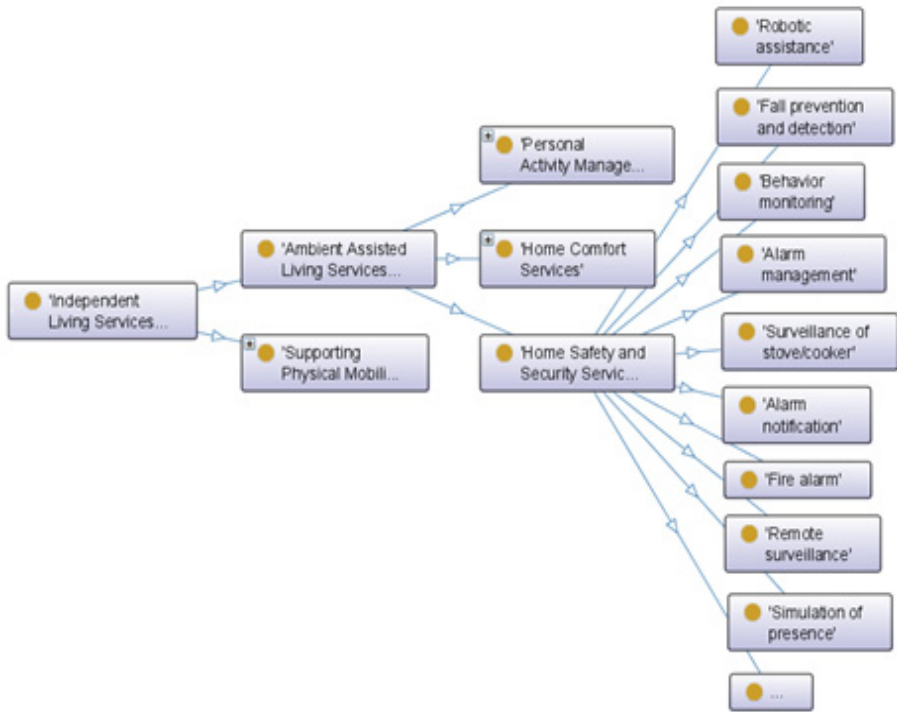 'Independent
Living Services...
'Ambient Assisted
Living Services...
'Supporting
Physical Mobili...
'Personal
Activity Manage...
'Home Comfort
Services'
'Home Safety and
Security Servic...
'Robotic
assistance'
'Fall prevention
and detection'
'Behavior
monitoring'
'Alarm
management'
'Surveillance of
stove/cooker'
'Alarm
notification'
'Fire alarm'
'Remote
surveillance'
'Simulation of
presence'
...